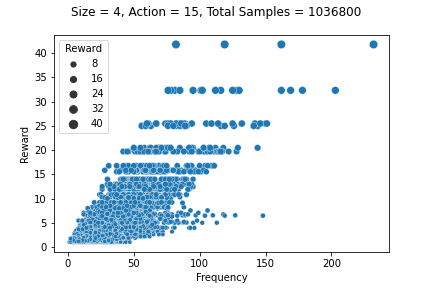 Size = 4, Action = 15, Total Samples = 1036800
Reward
8
16
24
32
40
40
35
30
25
20
15
10
5
0
Reward
0 50 100 150 200
Frequency